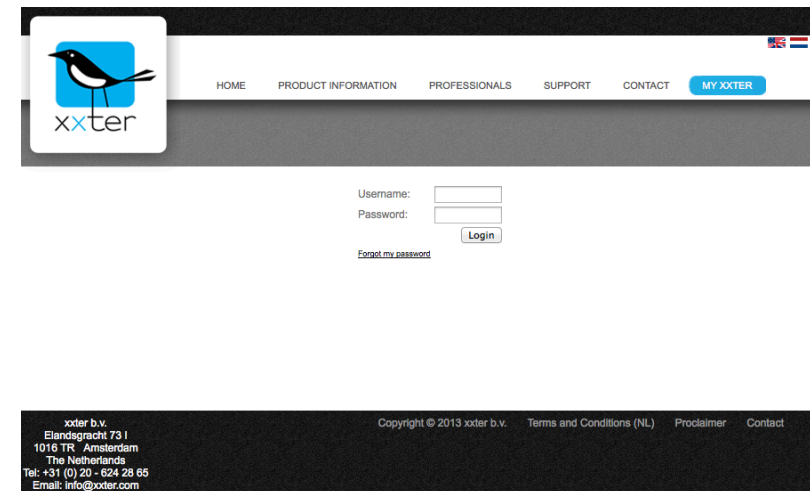 xxter
HOME PRODUCT INFORMATION PROFESSIONALS SUPPORT CONTACT MY XXTER
Username:
Password:
Login
Forgot my password
xxter b.v.
Elandsgracht 73 I
1016 TR Amsterdam
The Netherlands
Tel: +31 (0) 20 - 624 28 65
Email: info@xxter.com
Copyright © 2013 xxter b.v. Terms and Conditions (NL) Proclaimer Contact